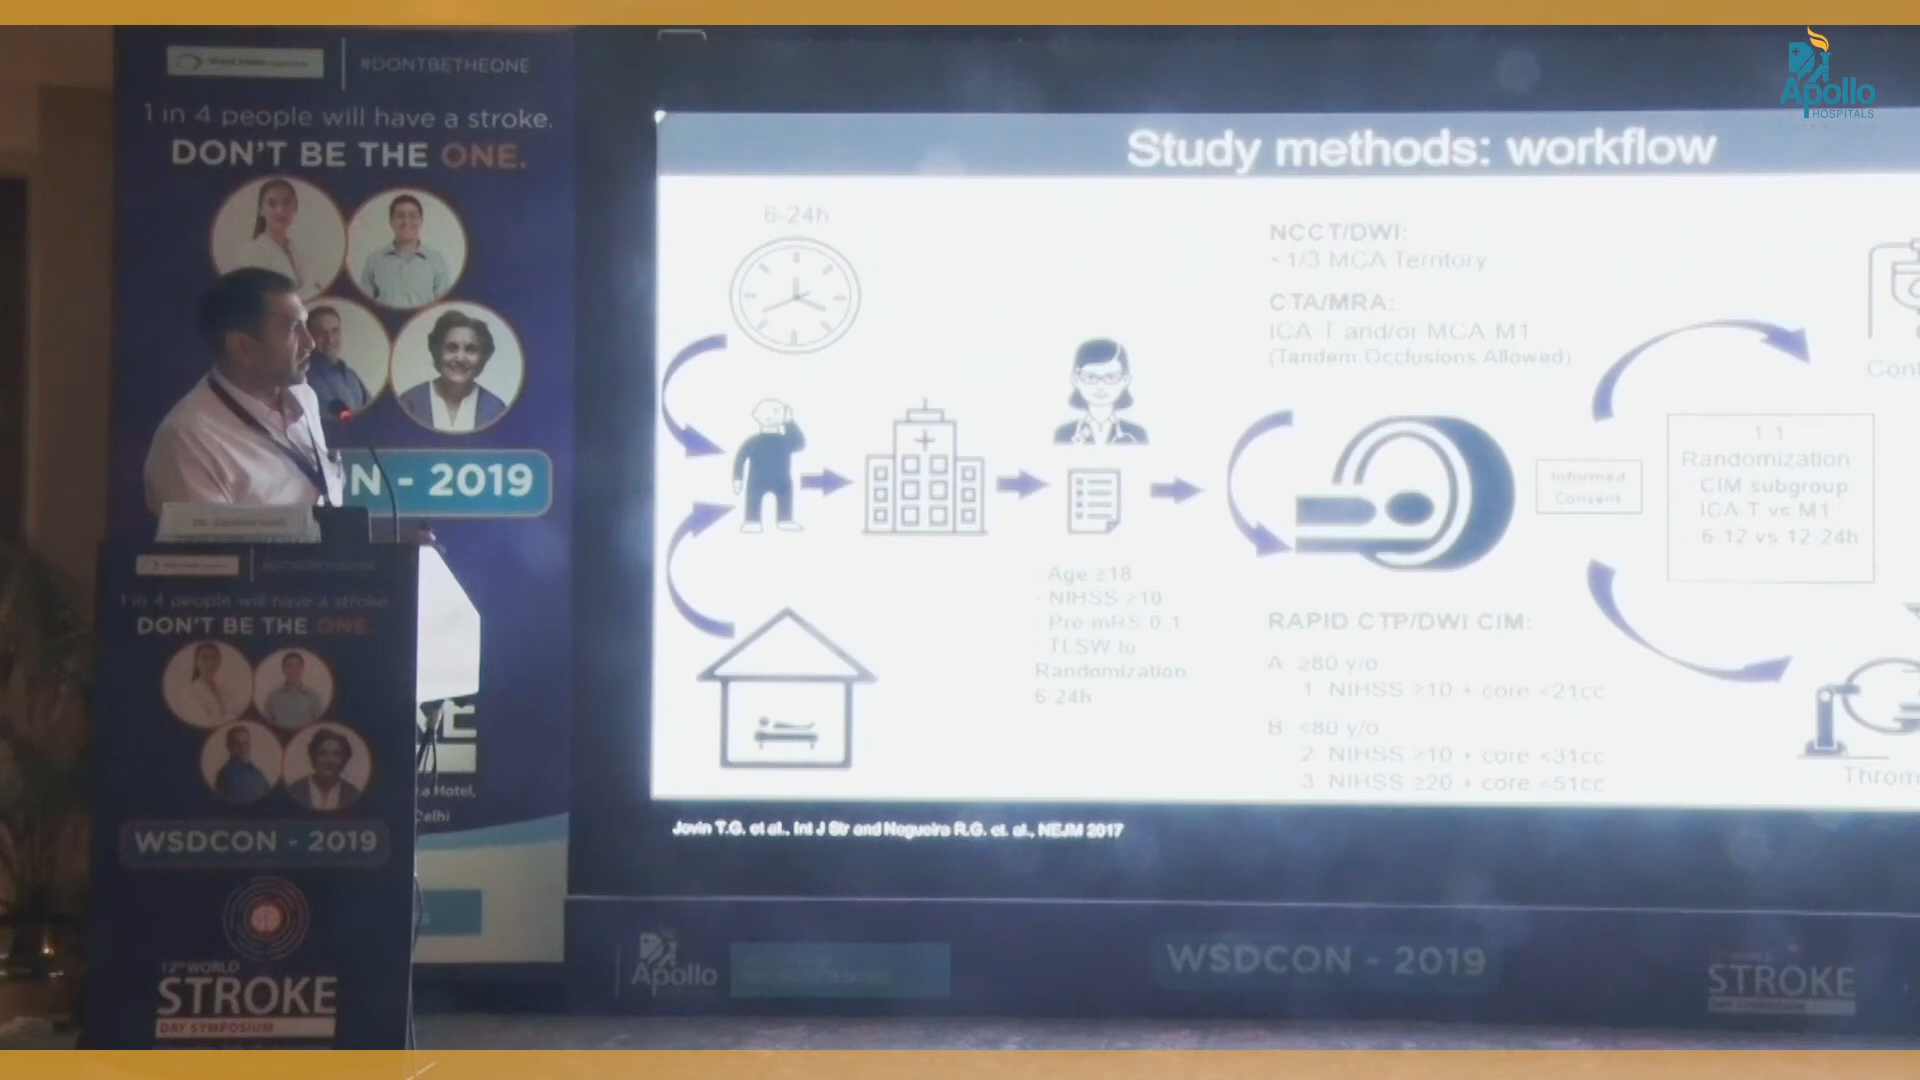 #DONTBETHEONE
1 in 4 people will have a stroke.
DON'T BE THE ONE.
N - 2019
a Hotel,
Delhi
1 in 4 people will have a stroke
DON'T BE THE ONE.
WSDCON - 2019
12th WORLD
STROKE
DAY SYMPOSIUM
Apollo
HOSPITALS
Study methods: workflow
6-24h
- Age ≥18
- NIHSS ≥10
- Pre-mRS 0-1
- TLSW to
Randomization
6-24h
NCCT/DWI:
1/3 MCA Territory
CTA/MRA:
ICA-T and/or MCA-M1
(Tandem Occlusions Allowed)
RAPID CTP/DWI CIM:
A ≥80 y/o
1 NIHSS ≥10 + core <21cc
B <80 y/o
2 NIHSS ≥10 + core <31cc
3 NIHSS ≥20 + core <51cc
Informed
Consent
1:1
Randomization
CIM subgroup
ICA-T vs M1
6-12 vs 12-24h
Cont
Throm
Jovin T.G. et al., Int J Str and Nogueira R.G. et. al., NEJM 2017
Apollo
WSDCON - 2019
STROKE